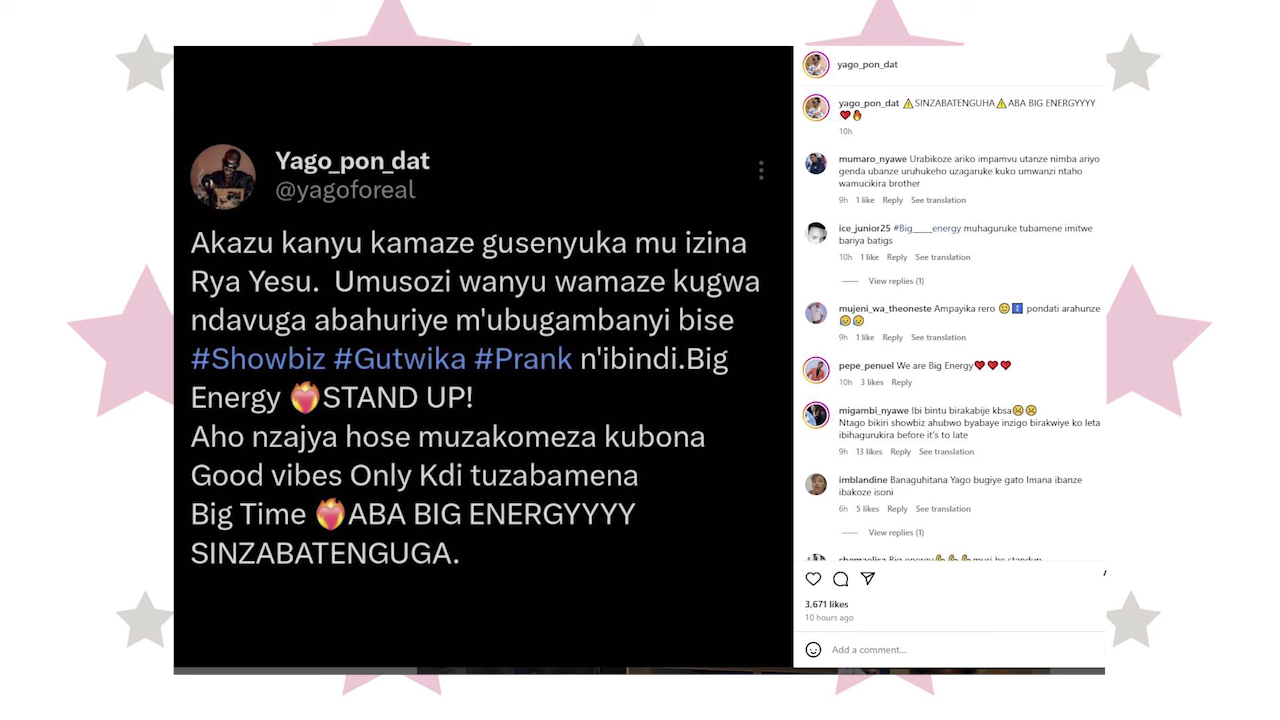 Yago_pon_dat
@yagoforeal
Akazu kanyu kamaze gusenyuka mu izina
Rya Yesu. Umusozi wanyu wamaze kugwa
ndavuga abahuriye m'ubugambanyi bise
#Showbiz #Gutwika #Prank n'ibindi.Big
Energy ❤️‍🔥STAND UP!
Aho nzajya hose muzakomeza kubona
Good vibes Only Kdi tuzabamena
Big Time ❤️‍🔥ABA BIG ENERGYYYY
SINZABATENGUGA.
yago_pon_dat
yago_pon_dat ⚠️SINZABATENGUHA⚠️ABA BIG ENERGYYYY
❤️🔥
10h
mumaro_nyawe Urabikoze ariko impamvu utanze nimba ariyo
genda ubanze uruhukeho uzagaruke kuko umwanzi ntaho
wamucikira brother
9h 1 like Reply See translation
ice_junior25 #Big____energy muhaguruke tubamene imitwe
bariya batigs
10h 1 like Reply See translation
View replies (1)
mujeni_wa_theoneste Ampayika rero 😊ℹ️ pondati arahunze
😥😥
9h 1 like Reply See translation
pepe_penuel We are Big Energy❤️❤️❤️
10h 3 likes Reply
migambi_nyawe Ibi bintu birakabije kbsa☹️☹️
Ntago bikiri showbiz ahubwo byabaye inzigo birakwiye ko leta
ibihagurukira before it's to late
9h 13 likes Reply See translation
imblandine Banaguhitana Yago bugiye gato Imana ibanze
ibakoze isoni
6h 5 likes Reply See translation
View replies (1)
3,671 likes
10 hours ago
Add a comment...